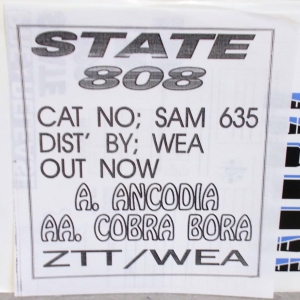 STATE
808
CAT NO; SAM 635
DIST' BY; WEA
OUT NOW
A. ANCODIA
AA. COBRA BORA
ZTT/WEA